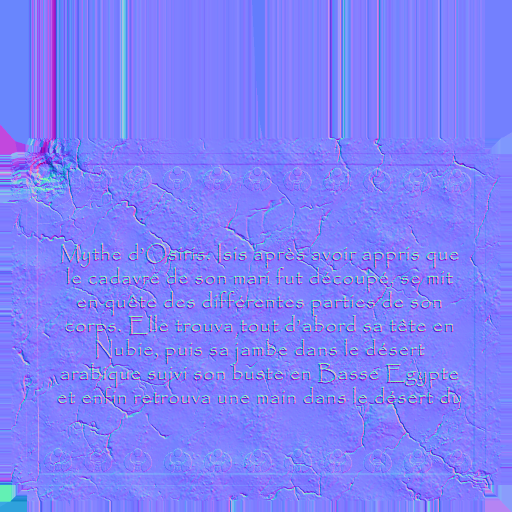 Mythe d'Osiris. Isis après avoir appris que
le cadavre de son mari fut découpé, se mit
en quête des différentes parties de son
corps. Elle trouva tout d'abord sa tête en
Nubie, puis sa jambe dans le désert
arabique suivi son buste en Basse Egypte
et enfin retrouva une main dans le désert du